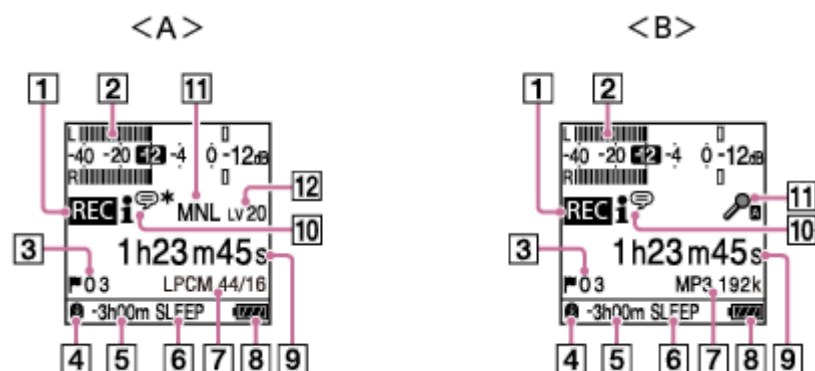 <A>
<B>
1 2 11
1 2
L
-40 -20 -12 -4 0 -12dB
R
REC i * MNL LV 20
12
10
3
1h23m45s
03 LPCM 44/16
-3h00m SLEEP
4 5 6 7 8 9
L
-40 -20 -12 -4 0 -12dB
R
REC i A
11
10
3
1h23m45s
03 MP3 192k
-3h00m SLEEP
4 5 6 7 8 9